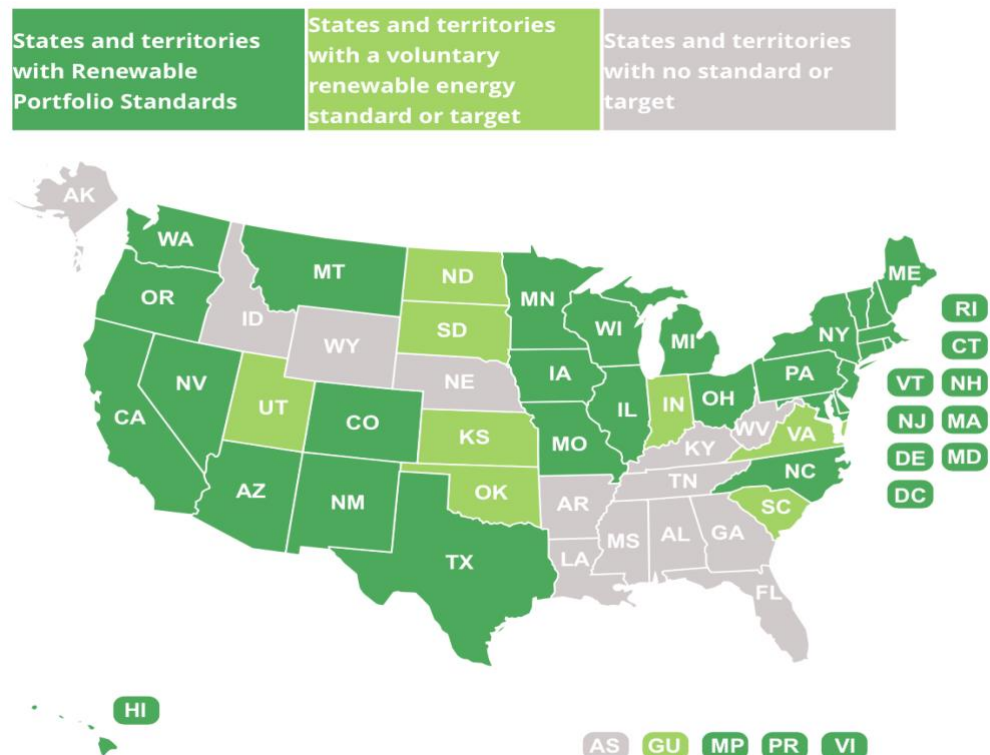 States and territories
with Renewable
Portfolio Standards
States and territories
with a voluntary
renewable energy
standard or target
States and territories
with no standard or
target
AK
WA
MT
ND
MN
ME
OR
ID
SD
WI
MI
NY
RI
WY
CT
NV
NE
IA
PA
VT
NH
CA
UT
CO
IL
IN
OH
NJ
MA
KS
MO
WV
VA
KY
DE
MD
AZ
NM
OK
AR
TN
NC
DC
SC
TX
LA
MS
AL
GA
FL
HI
AS
GU
MP
PR
VI